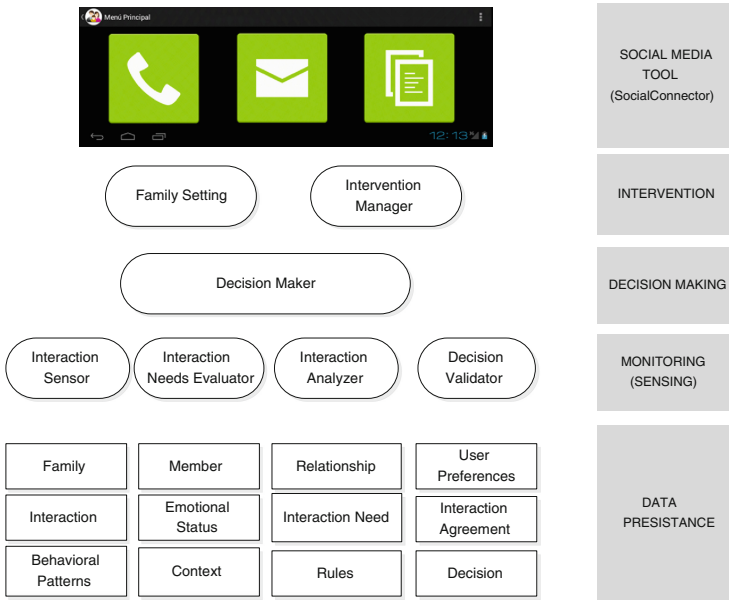 Menú Principal
12:13
SOCIAL MEDIA
TOOL
(SocialConnector)
Family Setting
Intervention
Manager
INTERVENTION
Decision Maker
DECISION MAKING
Interaction
Sensor
Interaction
Needs Evaluator
Interaction
Analyzer
Decision
Validator
MONITORING
(SENSING)
Family
Member
Relationship
User
Preferences
Interaction
Emotional
Status
Interaction Need
Interaction
Agreement
Behavioral
Patterns
Context
Rules
Decision
DATA
PRESISTANCE